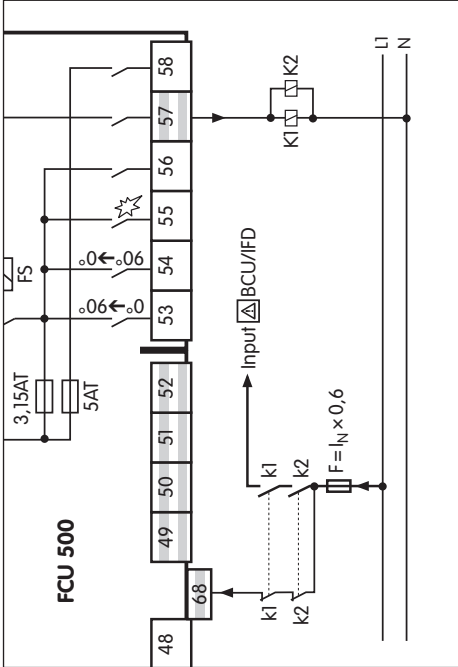 FCU 500
3,15AT
5AT
FS
0°→90°
90°→0°
48
68
49
50
51
52
53
54
55
56
57
58
k1
k2
k1
k2
Input BCU/IFD
F = IN × 0,6
K1
K2
L1
N